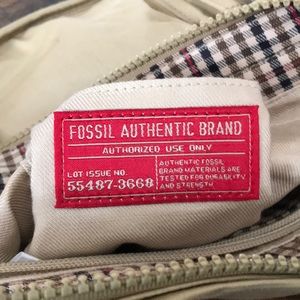 FOSSIL AUTHENTIC BRAND
AUTHORIZED USE ONLY
LOT ISSUE NO.
55487-3668
AUTHENTIC FOSSIL
BRAND MATERIALS ARE
TESTED FOR DURABILITY
AND STRENGTH